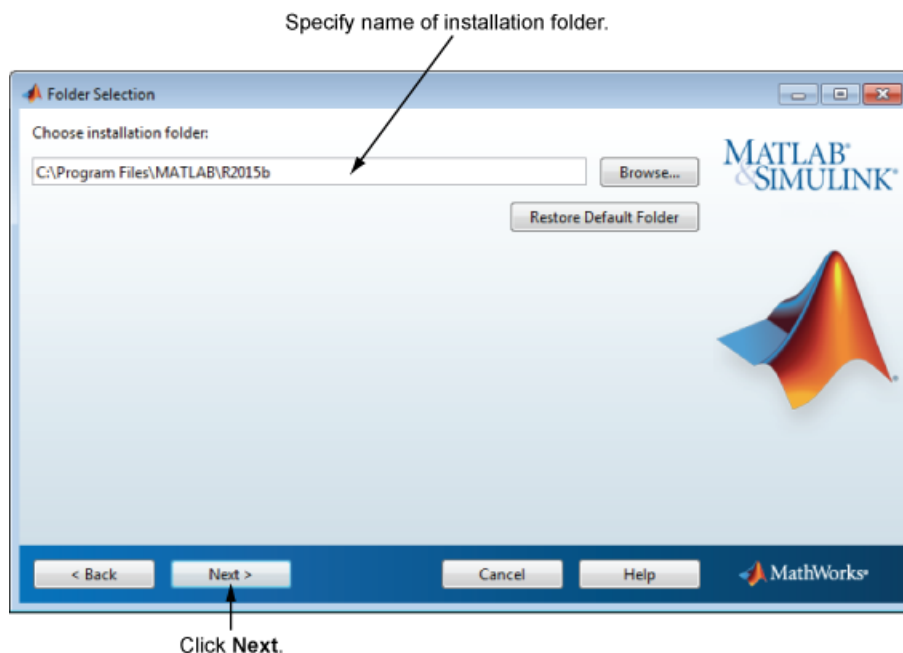 Specify name of installation folder.
Folder Selection
Choose installation folder:
C:\Program Files\MATLAB\R2015b
Browse...
Restore Default Folder
MATLAB®
&SIMULINK®
< Back
Next >
Cancel
Help
MathWorks®
Click Next.